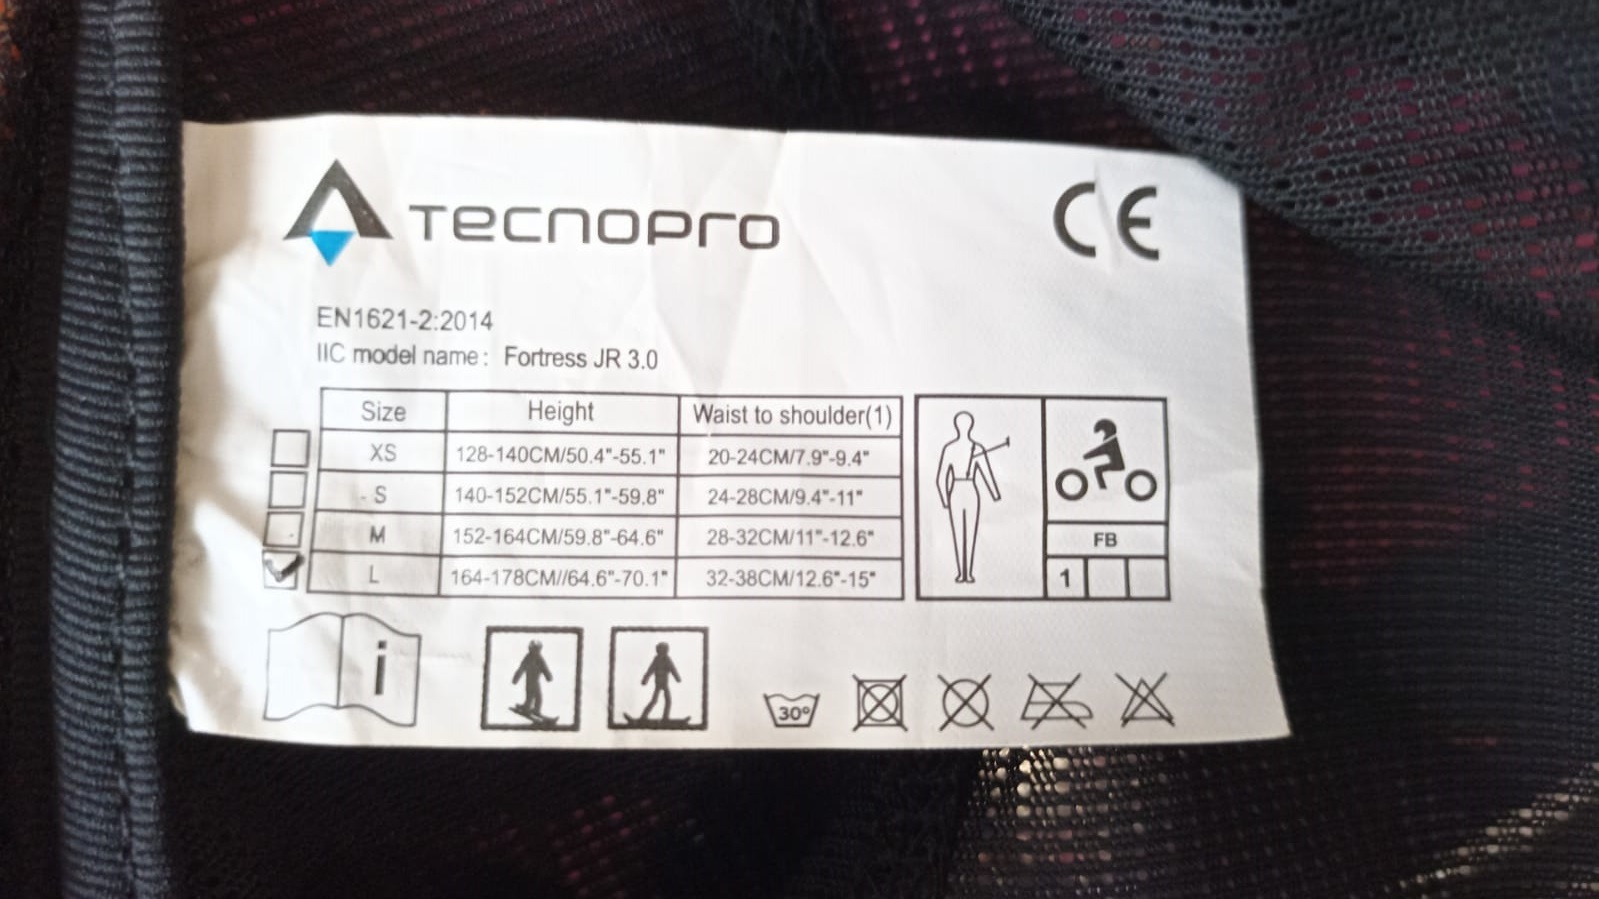 TECNOPRO
CE
EN1621-2:2014
IIC model name: Fortress JR 3.0
Size Height Waist to shoulder(1)
XS 128-140CM/50.4"-55.1" 20-24CM/7.9"-9.4"
S 140-152CM/55.1"-59.8" 24-28CM/9.4"-11"
M 152-164CM/59.8"-64.6" 28-32CM/11"-12.6"
L 164-178CM//64.6"-70.1" 32-38CM/12.6"-15"
FB
1
i
30°